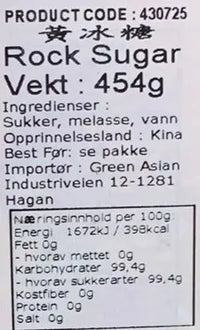 PRODUCT CODE : 430725
黃冰糖
Rock Sugar
Vekt : 454g
Ingredienser :
Sukker, melasse, vann
Opprinnelsesland : Kina
Best Før: se pakke
Importør : Green Asian
Industriveien 12-1281
Hagan
Næringsinnhold per 100g:
Energi 1672kJ / 398kcal
Fett 0g
- hvorav mettet 0g
Karbohydrater 99,4g
- hvorav sukkerarter 99,4g
Kostfiber 0g
Protein 0g
Salt 0g